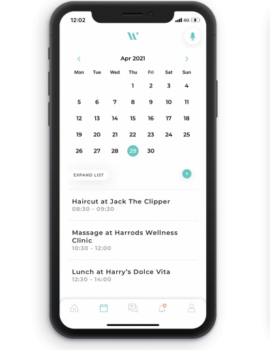 12:02
4G
Apr 2021
Mon Tue Wed Thu Fri Sat Sun
1 2 3 4
5 6 7 8 9 10 11
12 13 14 15 16 17 18
19 20 21 22 23 24 25
26 27 28 29 30
EXPAND LIST
+
Haircut at Jack The Clipper
08:30 - 09:30
Massage at Harrods Wellness
Clinic
10:30 - 12:00
Lunch at Harry's Dolce Vita
12:30 - 14:00